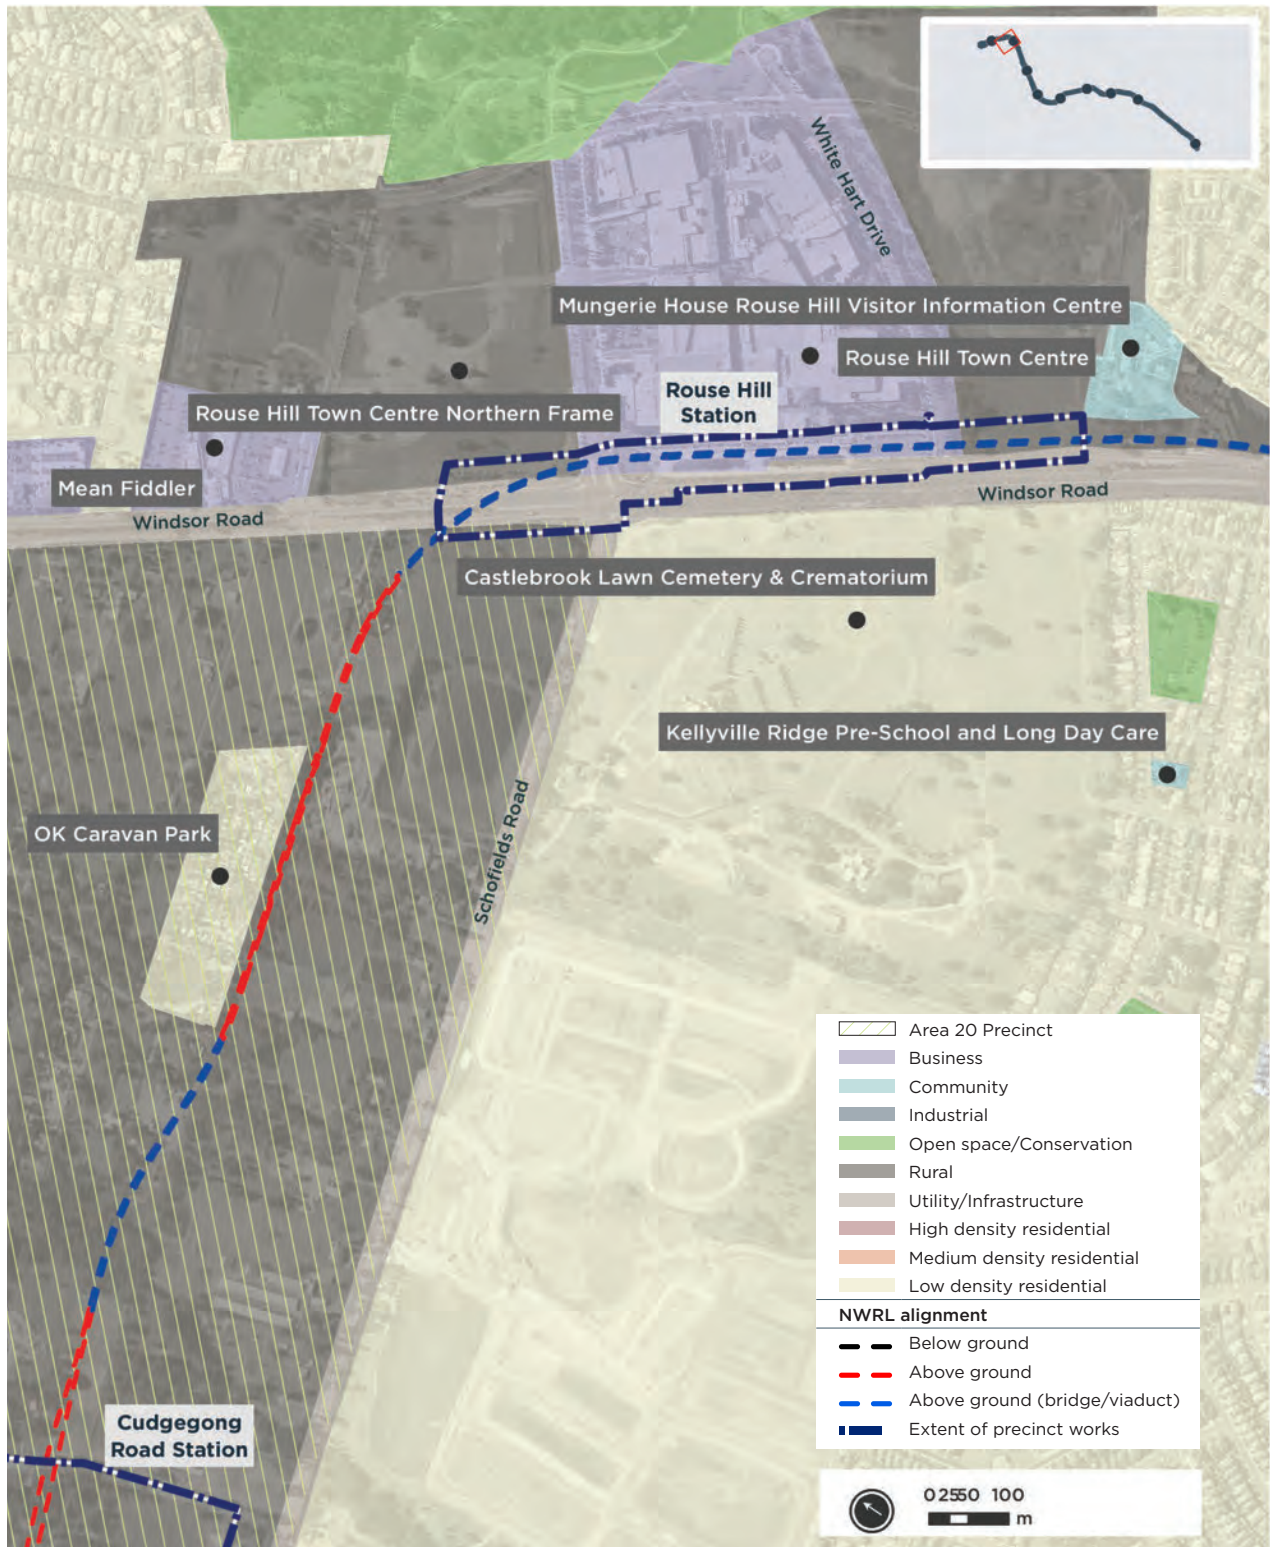 White Hart Drive
Mungerie House Rouse Hill Visitor Information Centre
Rouse Hill Town Centre
Rouse Hill
Station
Rouse Hill Town Centre Northern Frame
Mean Fiddler
Windsor Road
Windsor Road
Castlebrook Lawn Cemetery & Crematorium
Kellyville Ridge Pre-School and Long Day Care
OK Caravan Park
Schofields Road
Cudgegong
Road Station
Area 20 Precinct
Business
Community
Industrial
Open space/Conservation
Rural
Utility/Infrastructure
High density residential
Medium density residential
Low density residential
NWRL alignment
Below ground
Above ground
Above ground (bridge/viaduct)
Extent of precinct works
0 25 50 100
m